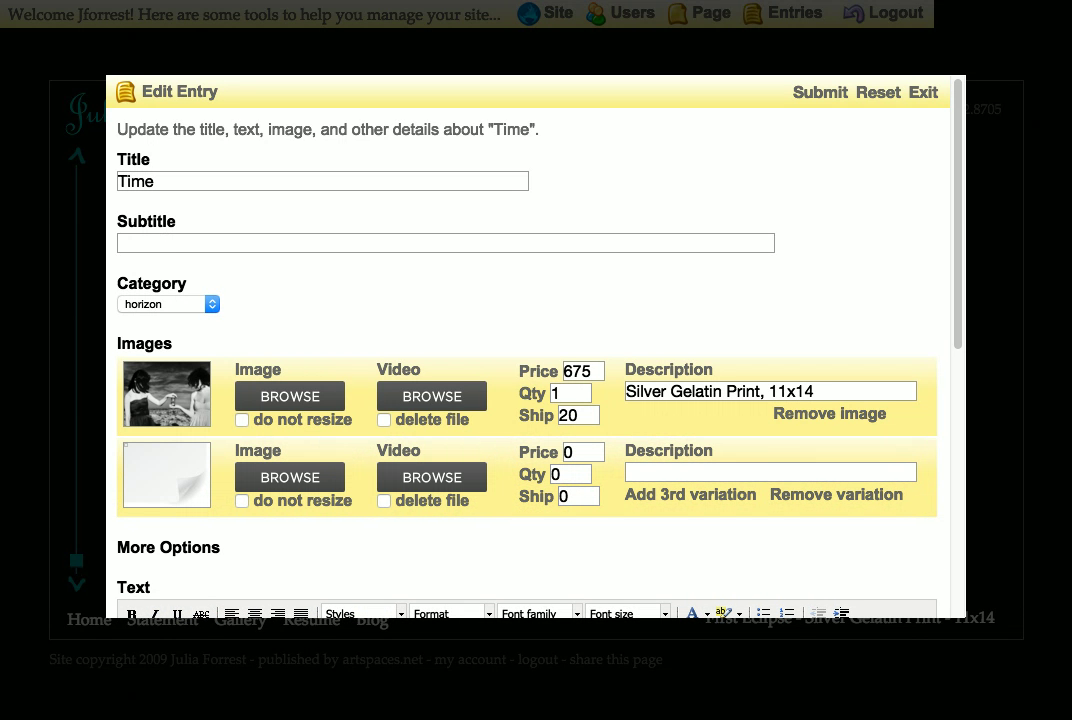 Welcome Jforrest! Here are some tools to help you manage your site... Site Users Page Entries Logout
Edit Entry Submit Reset Exit
2.8705
Update the title, text, image, and other details about "Time".
Title
Time
Subtitle
Category
horizon
Images
Image Video Price 675 Description
BROWSE BROWSE Qty 1 Silver Gelatin Print, 11x14
do not resize delete file Ship 20 Remove image
Image Video Price 0 Description
BROWSE BROWSE Qty 0
do not resize delete file Ship 0 Add 3rd variation Remove variation
More Options
Text
B I U ABC Styles Format Font family Font size A ab
Home Statement Gallery Resume Blog First Eclipse - Silver Gelatin Print - 11x14
Site copyright 2009 Julia Forrest - published by artspaces.net - my account - logout - share this page